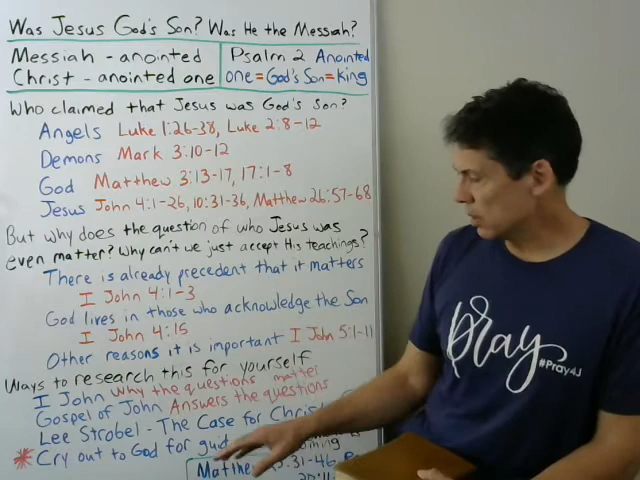 Was Jesus God's Son? Was He the Messiah?
Messiah - anointed
Christ - anointed one
Psalm 2 Anointed
one = God's Son = king
Who claimed that Jesus was God's Son?
Angels Luke 1:26-38, Luke 2:8-12
Demons Mark 3:10-12
God Matthew 3:13-17, 17:1-8
Jesus John 4:1-26, 10:31-36, Matthew 26:57-68
But why does the question of who Jesus was
even matter? Why can't we just accept His teachings?
There is already precedent that it matters
I John 4:1-3
God lives in those who acknowledge the Son
I John 4:15
Other reasons it is important I John 5:1-11
Ways to research this for yourself
I John Why the questions matter
Gospel of John Answers the questions
Lee Strobel - The Case for Christ
Cry out to God for guid
Matthe 5:31-46
pray
#Pray4J